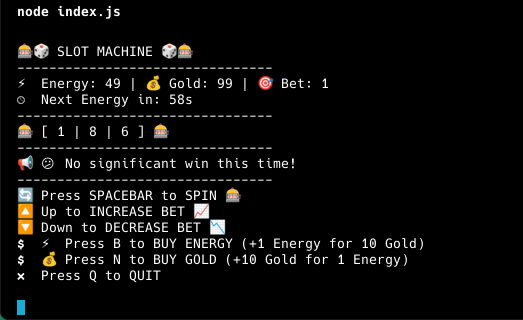 node index.js
🎰🎲 SLOT MACHINE 🎲🎰
--------------------------------
⚡ Energy: 49 | 💰 Gold: 99 | 🎯 Bet: 1
⏲ Next Energy in: 58s
--------------------------------
🎰 [ 1 | 8 | 6 ] 🎰
--------------------------------
📢 😕 No significant win this time!
--------------------------------
🔄 Press SPACEBAR to SPIN 🎰
🔼 Up to INCREASE BET 📈
🔽 Down to DECREASE BET 📉
$ ⚡ Press B to BUY ENERGY (+1 Energy for 10 Gold)
$ 💰 Press N to BUY GOLD (+10 Gold for 1 Energy)
× Press Q to QUIT